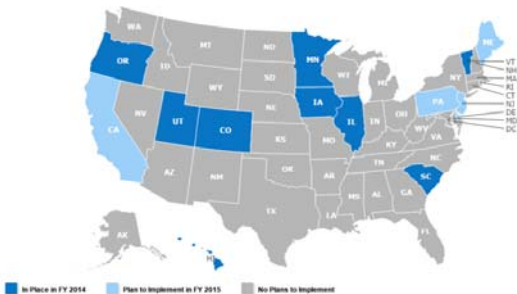 WA
MT
ND
MN
ME
OR
ID
SD
WI
MI
NY
VT
NH
MA
RI
CT
NJ
DE
MD
DC
WY
IA
PA
NV
NE
IL
IN
OH
CA
UT
CO
KS
MO
WV
VA
KY
AZ
NM
OK
AR
TN
NC
SC
TX
LA
MS
AL
GA
FL
AK
HI
In Place in FY 2014 Plan to Implement in FY 2015 No Plans to Implement